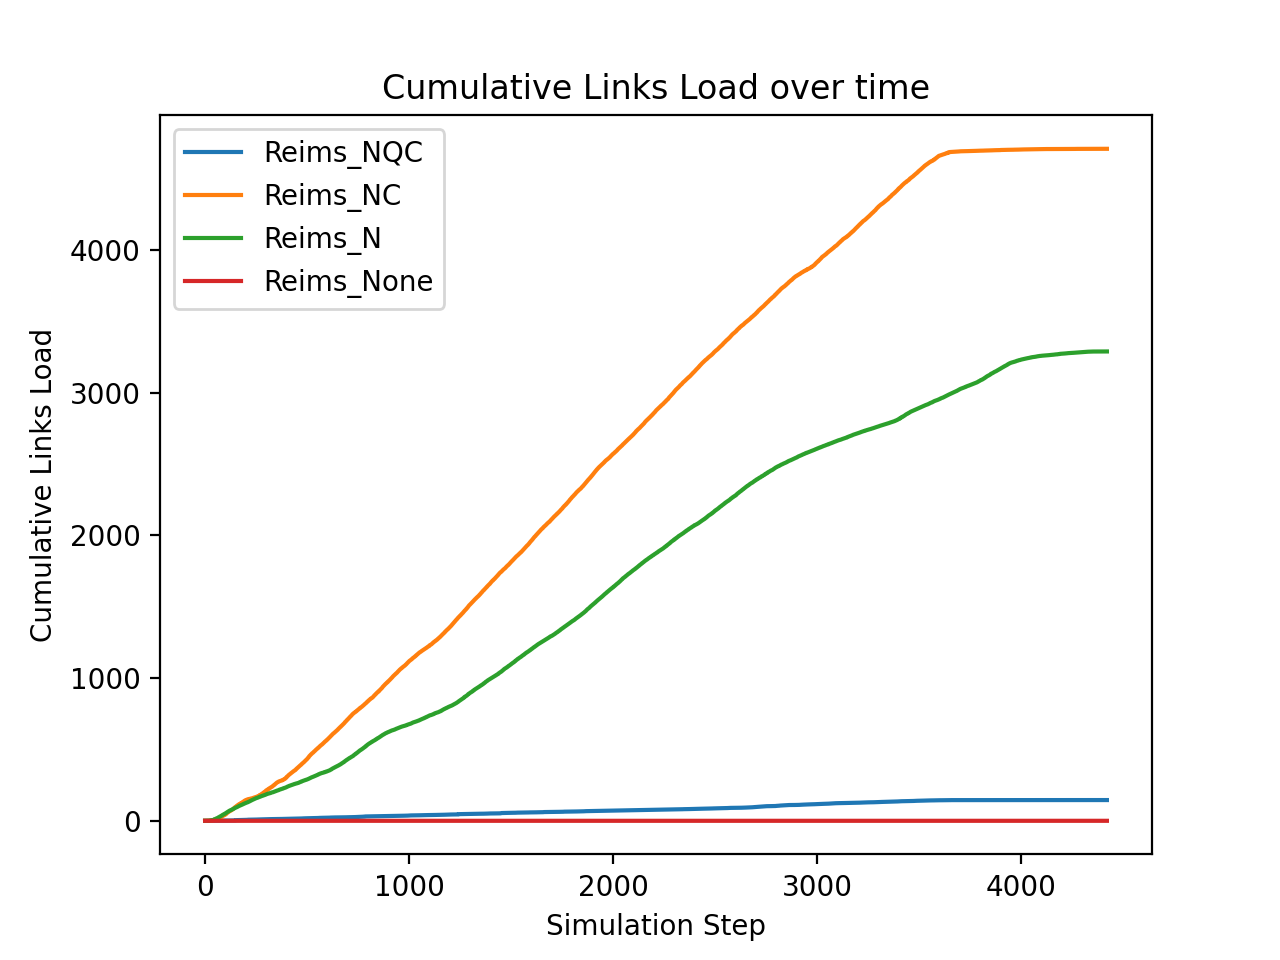 Cumulative Links Load over time
Reims_NQC
Reims_NC
Reims_N
Reims_None
Cumulative Links Load
4000
3000
2000
1000
0
0 1000 2000 3000 4000
Simulation Step